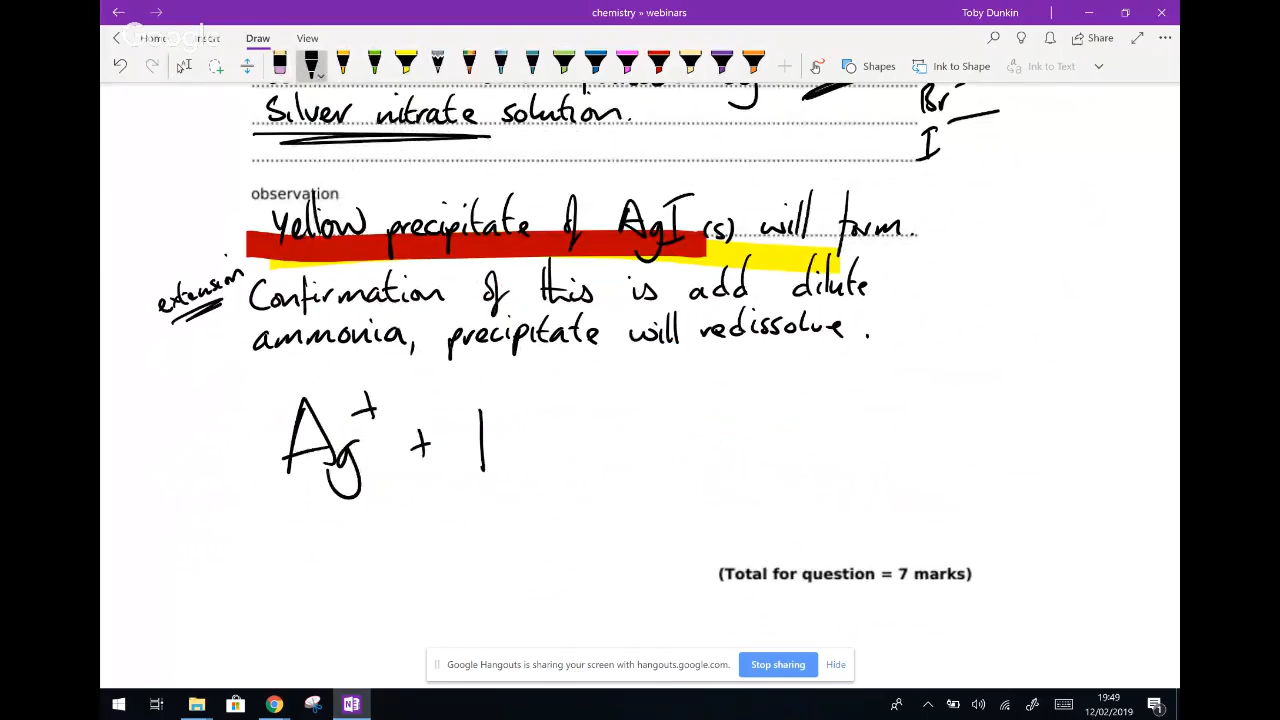 chemistry » webinars
Toby Dunkin
Google
Home Draw View
Share
Shapes Ink to Shape Ink to Text
Silver nitrate solution.
Br-
I
observation
Yellow precipitate of AgI (s) will form.
extension
Confirmation of this is add dilute
ammonia, precipitate will redissolve.
Ag+ + I
(Total for question = 7 marks)
Google Hangouts is sharing your screen with hangouts.google.com.
Stop sharing
Hide
19:49
12/02/2019